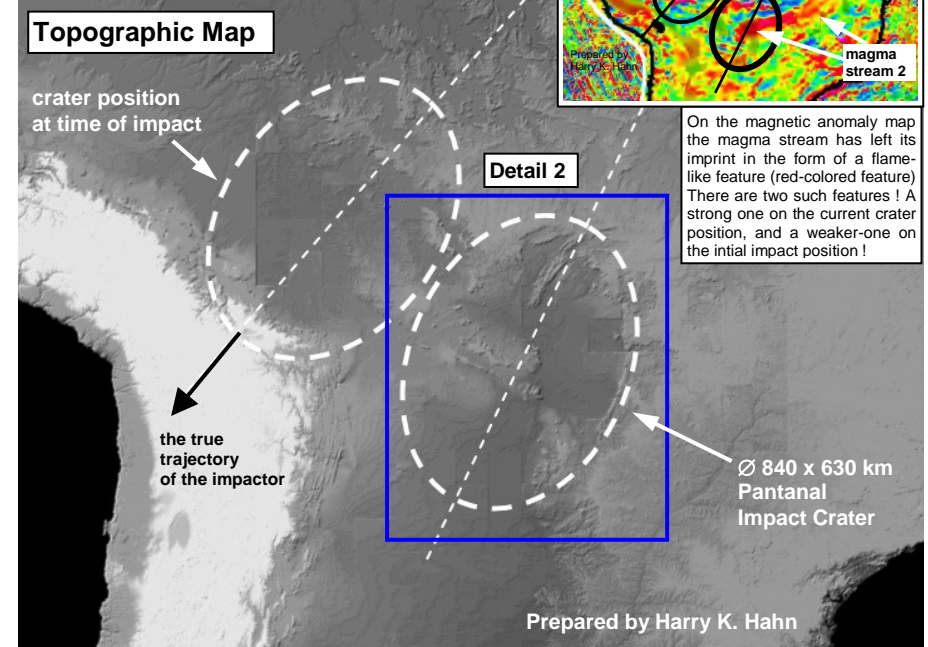 Topographic Map
crater position
at time of impact
Prepared by
Harry K. Hahn
magma
stream 2
On the magnetic anomaly map
the magma stream has left its
imprint in the form of a flame-
like feature (red-colored feature)
There are two such features ! A
strong one on the current crater
position, and a weaker-one on
the intial impact position !
Detail 2
the true
trajectory
of the impactor
Ø 840 x 630 km
Pantanal
Impact Crater
Prepared by Harry K. Hahn